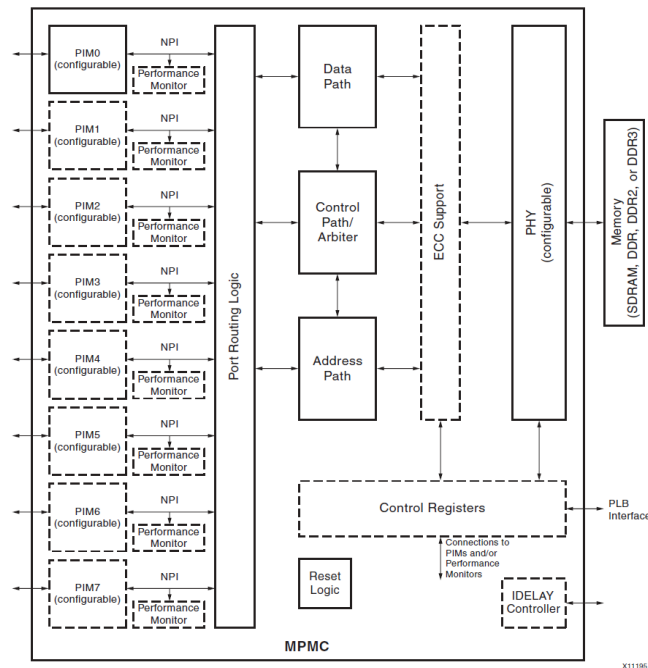 PIM0
(configurable)
NPI
Performance
Monitor
PIM1
(configurable)
NPI
Performance
Monitor
PIM2
(configurable)
NPI
Performance
Monitor
PIM3
(configurable)
NPI
Performance
Monitor
PIM4
(configurable)
NPI
Performance
Monitor
PIM5
(configurable)
NPI
Performance
Monitor
PIM6
(configurable)
NPI
Performance
Monitor
PIM7
(configurable)
NPI
Performance
Monitor
Port Routing Logic
Data
Path
Control
Path/
Arbiter
Address
Path
ECC Support
PHY
(configurable)
Memory
(SDRAM, DDR, DDR2, or DDR3)
Control Registers
PLB
Interface
Connections to
PIMs and/or
Performance
Monitors
Reset
Logic
IDELAY
Controller
MPMC
X11195